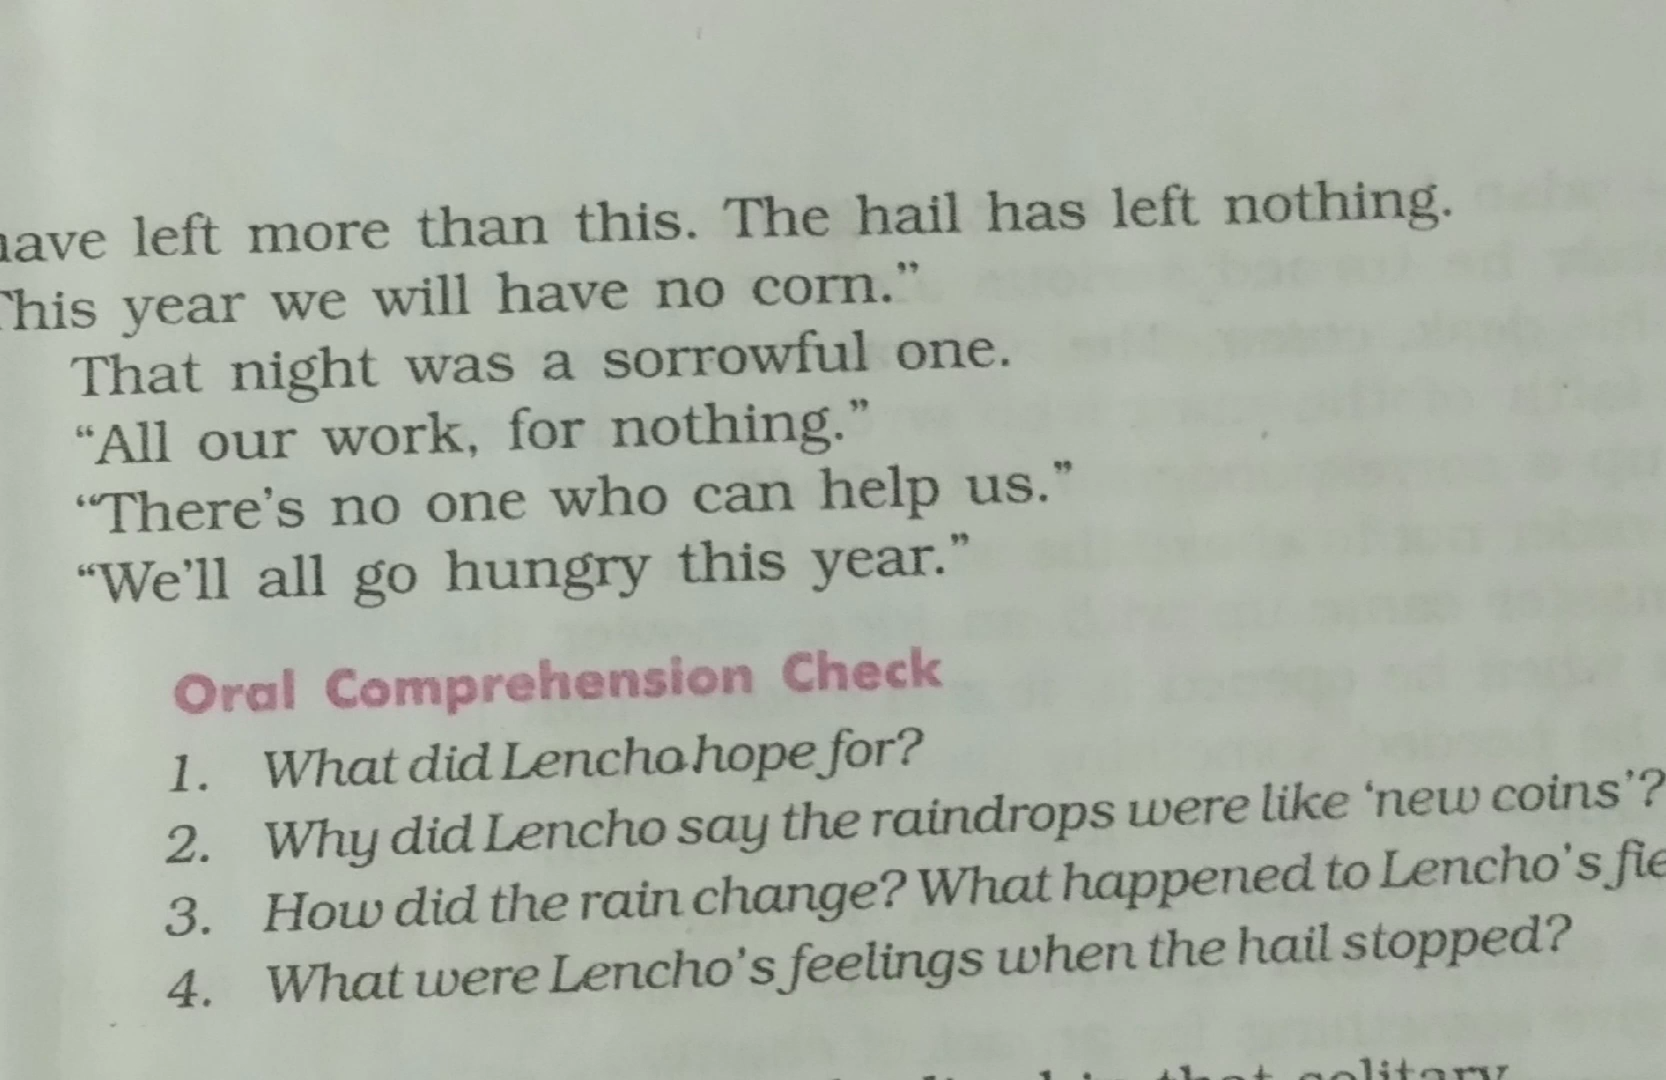 have left more than this. The hail has left nothing.
This year we will have no corn.”
That night was a sorrowful one.
“All our work, for nothing.”
“There’s no one who can help us.”
“We’ll all go hungry this year.”
Oral Comprehension Check
1. What did Lencho hope for?
2. Why did Lencho say the raindrops were like ‘new coins’?
3. How did the rain change? What happened to Lencho’s fie
4. What were Lencho’s feelings when the hail stopped?
that solitary